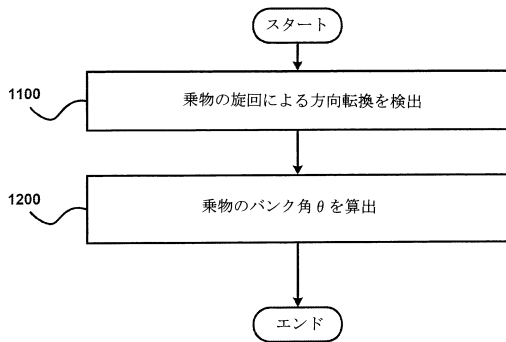 スタート
1100
乗物の旋回による方向転換を検出
1200
乗物のバンク角θを算出
エンド